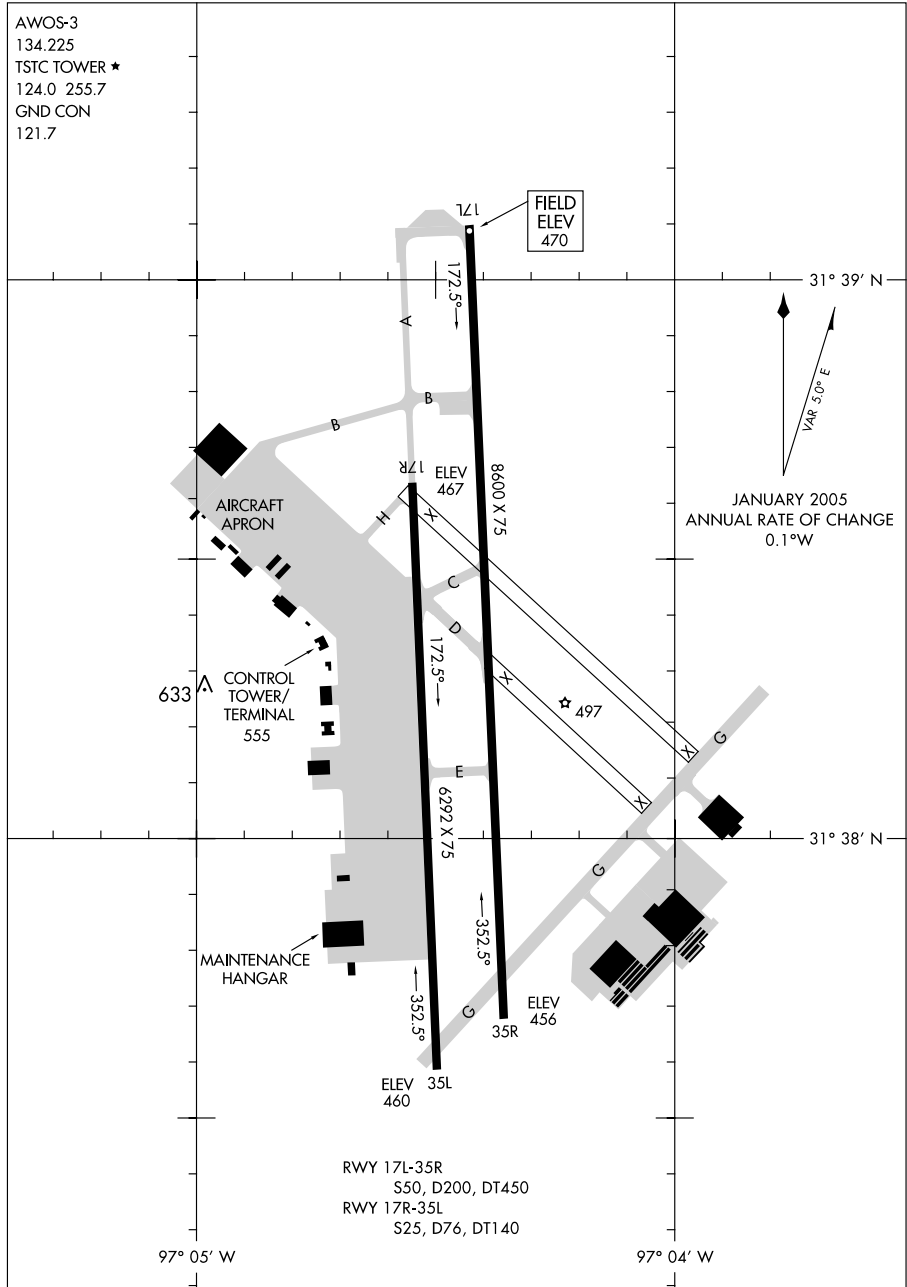 AWOS-3
134.225
TSTC TOWER ★
124.0 255.7
GND CON
121.7
17L
FIELD
ELEV
470
31° 39' N
172.5°
A
VAR 5.0° E
B
B
17R
ELEV
467
8600 X 75
JANUARY 2005
ANNUAL RATE OF CHANGE
0.1°W
AIRCRAFT
APRON
H
X
C
D
172.5°
X
633
CONTROL
TOWER/
TERMINAL
555
497
G
X
E
6292 X 75
X
31° 38' N
G
352.5°
MAINTENANCE
HANGAR
352.5°
G
ELEV
456
35R
ELEV
460
35L
RWY 17L-35R
S50, D200, DT450
RWY 17R-35L
S25, D76, DT140
97° 05' W
97° 04' W